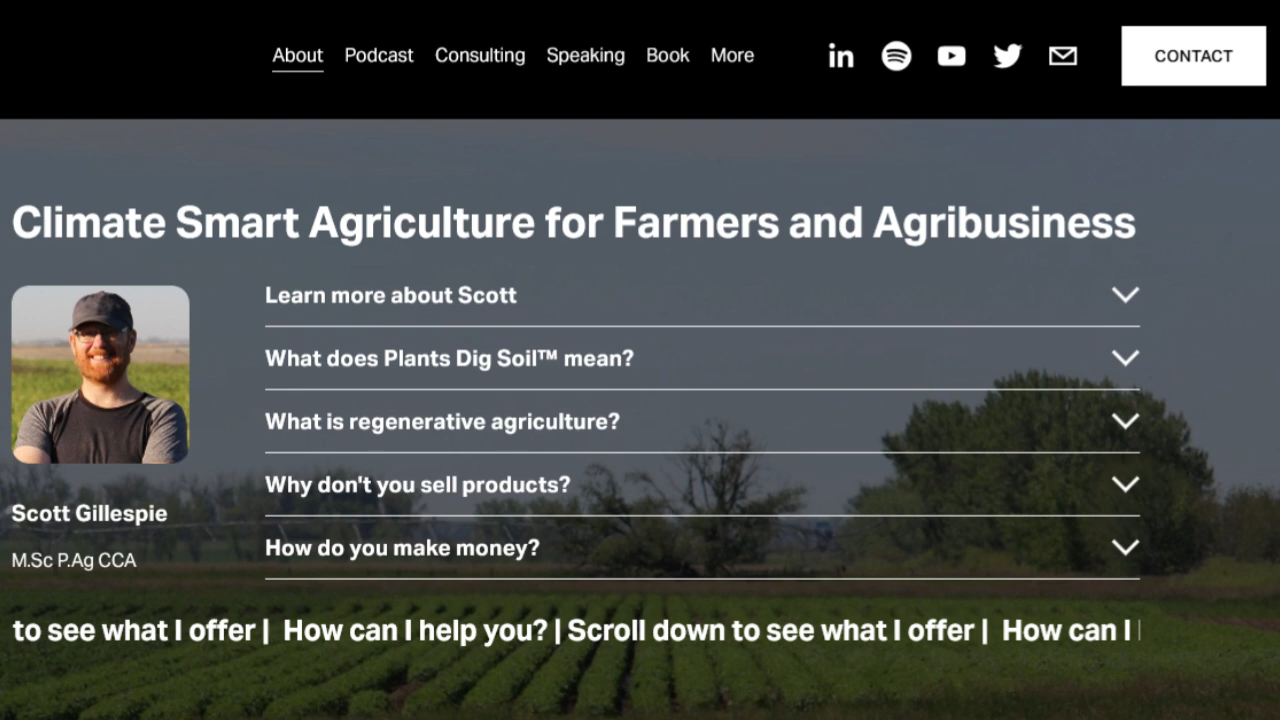 About Podcast Consulting Speaking Book More CONTACT
Climate Smart Agriculture for Farmers and Agribusiness
Learn more about Scott
What does Plants Dig Soil™ mean?
What is regenerative agriculture?
Why don't you sell products?
How do you make money?
Scott Gillespie
M.Sc P.Ag CCA
to see what I offer | How can I help you? | Scroll down to see what I offer | How can I